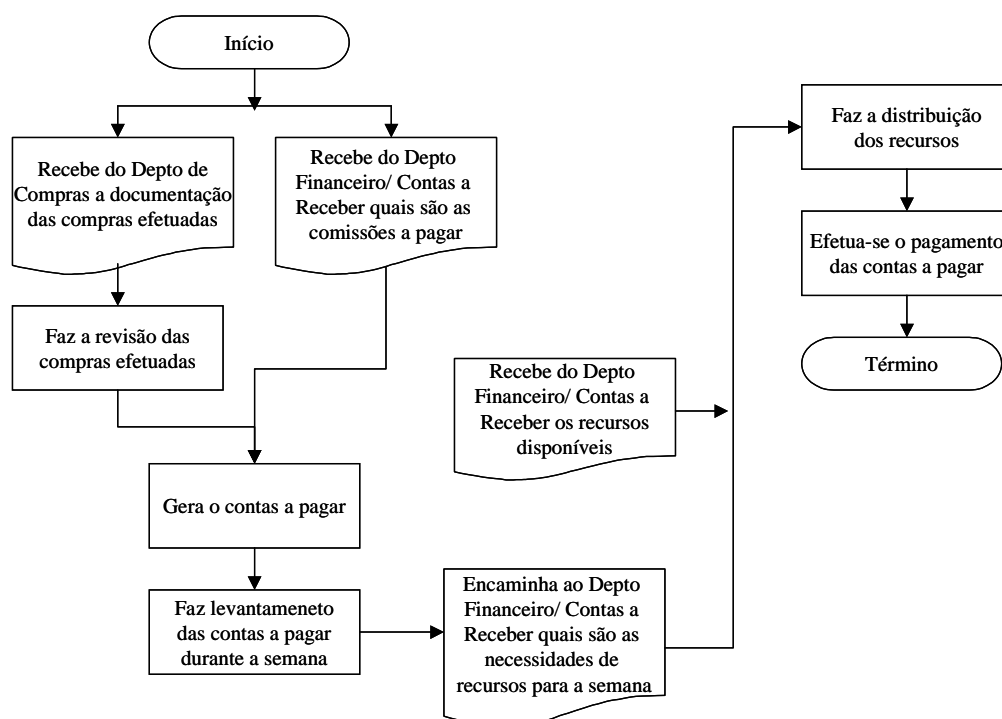 Início
Recebe do Depto de
Compras a documentação
das compras efetuadas
Recebe do Depto
Financeiro/ Contas a
Receber quais são as
comissões a pagar
Faz a revisão das
compras efetuadas
Gera o contas a pagar
Faz levantameneto
das contas a pagar
durante a semana
Encaminha ao Depto
Financeiro/ Contas a
Receber quais são as
necessidades de
recursos para a semana
Recebe do Depto
Financeiro/ Contas a
Receber os recursos
disponíveis
Faz a distribuição
dos recursos
Efetua-se o pagamento
das contas a pagar
Término